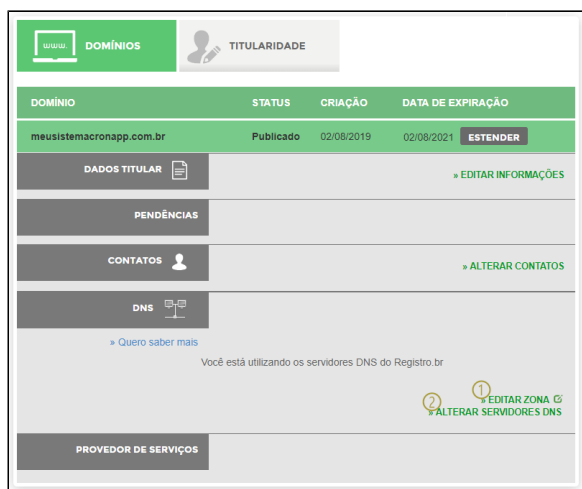 www.
DOMÍNIOS
TITULARIDADE
DOMÍNIO STATUS CRIAÇÃO DATA DE EXPIRAÇÃO
meusistemacronapp.com.br Publicado 02/08/2019 02/08/2021 ESTENDER
DADOS TITULAR
» EDITAR INFORMAÇÕES
PENDÊNCIAS
CONTATOS
» ALTERAR CONTATOS
DNS
» Quero saber mais
Você está utilizando os servidores DNS do Registro.br
1
» EDITAR ZONA
2
» ALTERAR SERVIDORES DNS
PROVEDOR DE SERVIÇOS